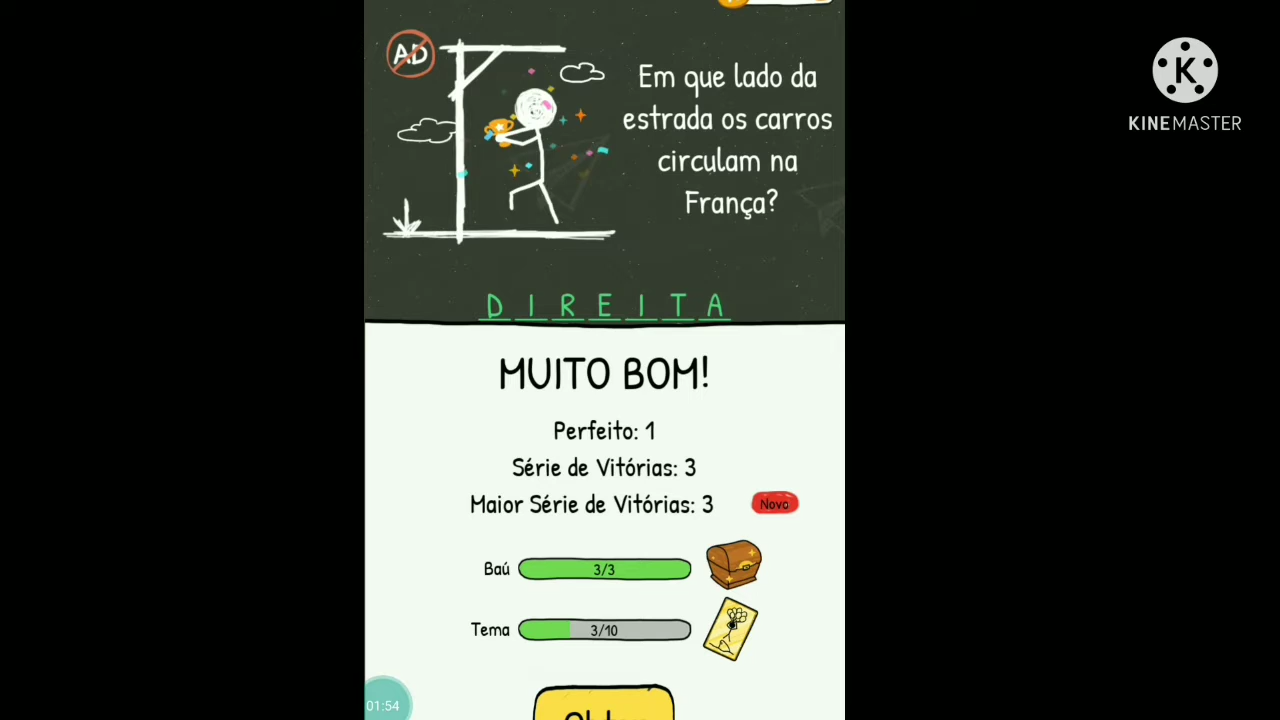 AD
Em que lado da
estrada os carros
circulam na
França?
DIREITA
MUITO BOM!
Perfeito: 1
Série de Vitórias: 3
Maior Série de Vitórias: 3 Novo
Baú 3/3
Tema 3/10
01:54
K
KINEMASTER